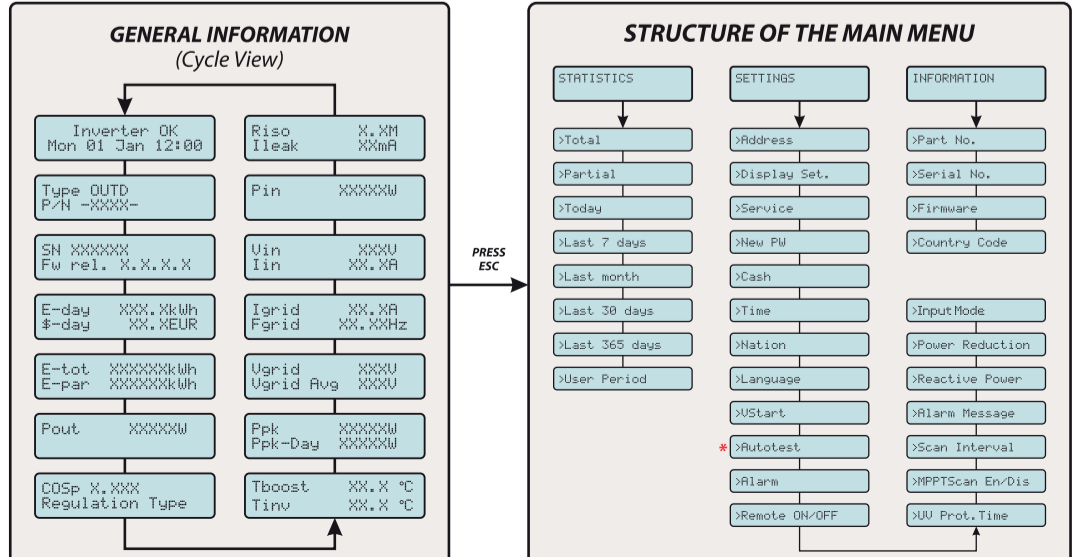 GENERAL INFORMATION
(Cycle View)
Inverter OK
Mon 01 Jan 12:00
Type OUTD
P/N -XXXX-
SN XXXXXX
Fw rel. X.X.X.X
E-day XXX.XkWh
$-day XX.XEUR
E-tot XXXXXXkWh
E-par XXXXXXkWh
Pout XXXXXW
COSp X.XXX
Regulation Type
Riso X.XM
Ileak XXmA
Pin XXXXXW
Vin XXXV
Iin XX.XA
Igrid XX.XA
Fgrid XX.XXHz
Vgrid XXXV
Vgrid Avg XXXV
Ppk XXXXXW
Ppk-Day XXXXXW
Tboost XX.X °C
Tinv XX.X °C
PRESS
ESC
STRUCTURE OF THE MAIN MENU
STATISTICS
>Total
>Partial
>Today
>Last 7 days
>Last month
>Last 30 days
>Last 365 days
>User Period
SETTINGS
>Address
>Display Set.
>Service
>New PW
>Cash
>Time
>Nation
>Language
>VStart
* >Autotest
>Alarm
>Remote ON/OFF
INFORMATION
>Part No.
>Serial No.
>Firmware
>Country Code
>Input Mode
>Power Reduction
>Reactive Power
>Alarm Message
>Scan Interval
>MPPTScan En/Dis
>UV Prot.Time